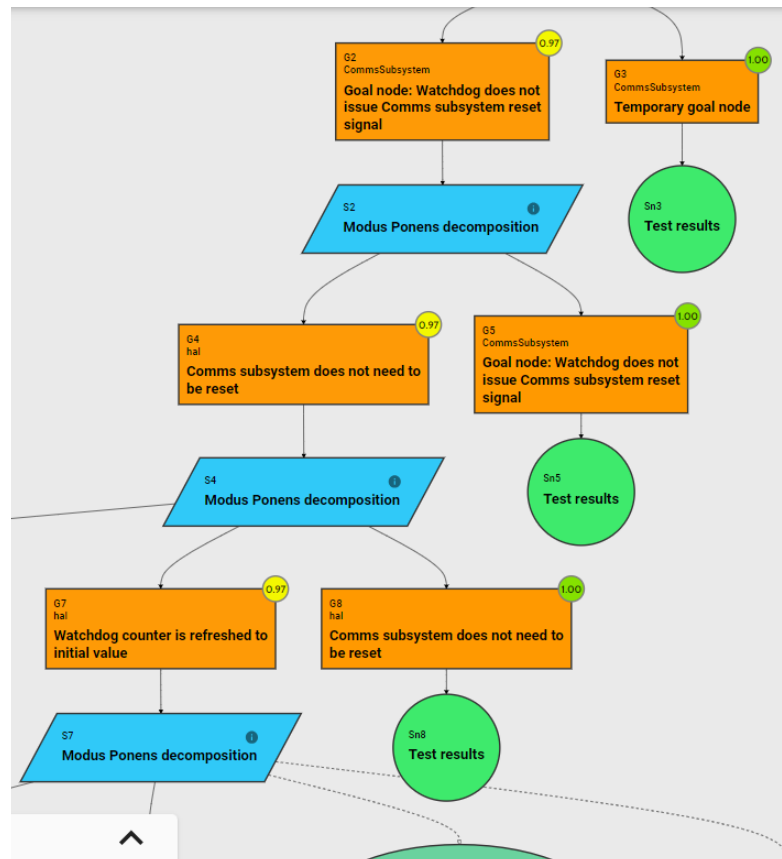 G2
0.97
CommsSubsystem
Goal node: Watchdog does not
issue Comms subsystem reset
signal
1.00
G3
CommsSubsystem
Temporary goal node
S2
Modus Ponens decomposition
Sn3
Test results
0.97
G4
hal
Comms subsystem does not need to
be reset
1.00
G5
CommsSubsystem
Goal node: Watchdog does not
issue Comms subsystem reset
signal
S4
Modus Ponens decomposition
Sn5
Test results
0.97
G7
hal
Watchdog counter is refreshed to
initial value
1.00
G8
hal
Comms subsystem does not need to
be reset
S7
Modus Ponens decomposition
Sn8
Test results